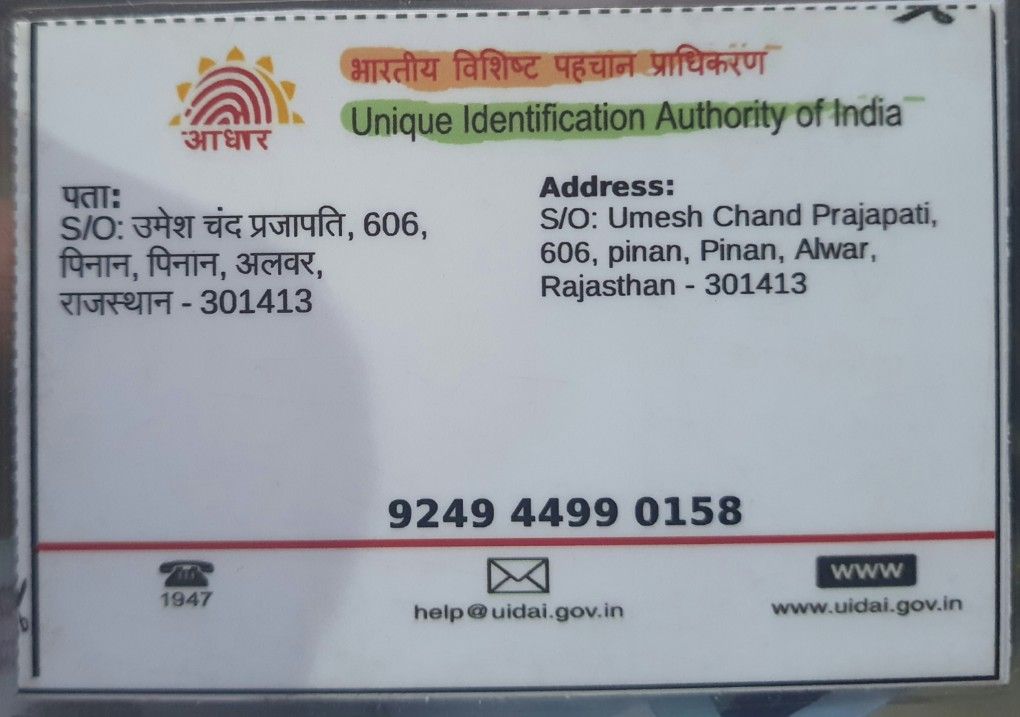 भारतीय विशिष्ट पहचान प्राधिकरण
Unique Identification Authority of India
आधार
पता:
S/O: उमेश चंद प्रजापति, 606,
पिनान, पिनान, अलवर,
राजस्थान - 301413
Address:
S/O: Umesh Chand Prajapati,
606, pinan, Pinan, Alwar,
Rajasthan - 301413
9249 4499 0158
1947
help@uidai.gov.in
WWW
www.uidai.gov.in